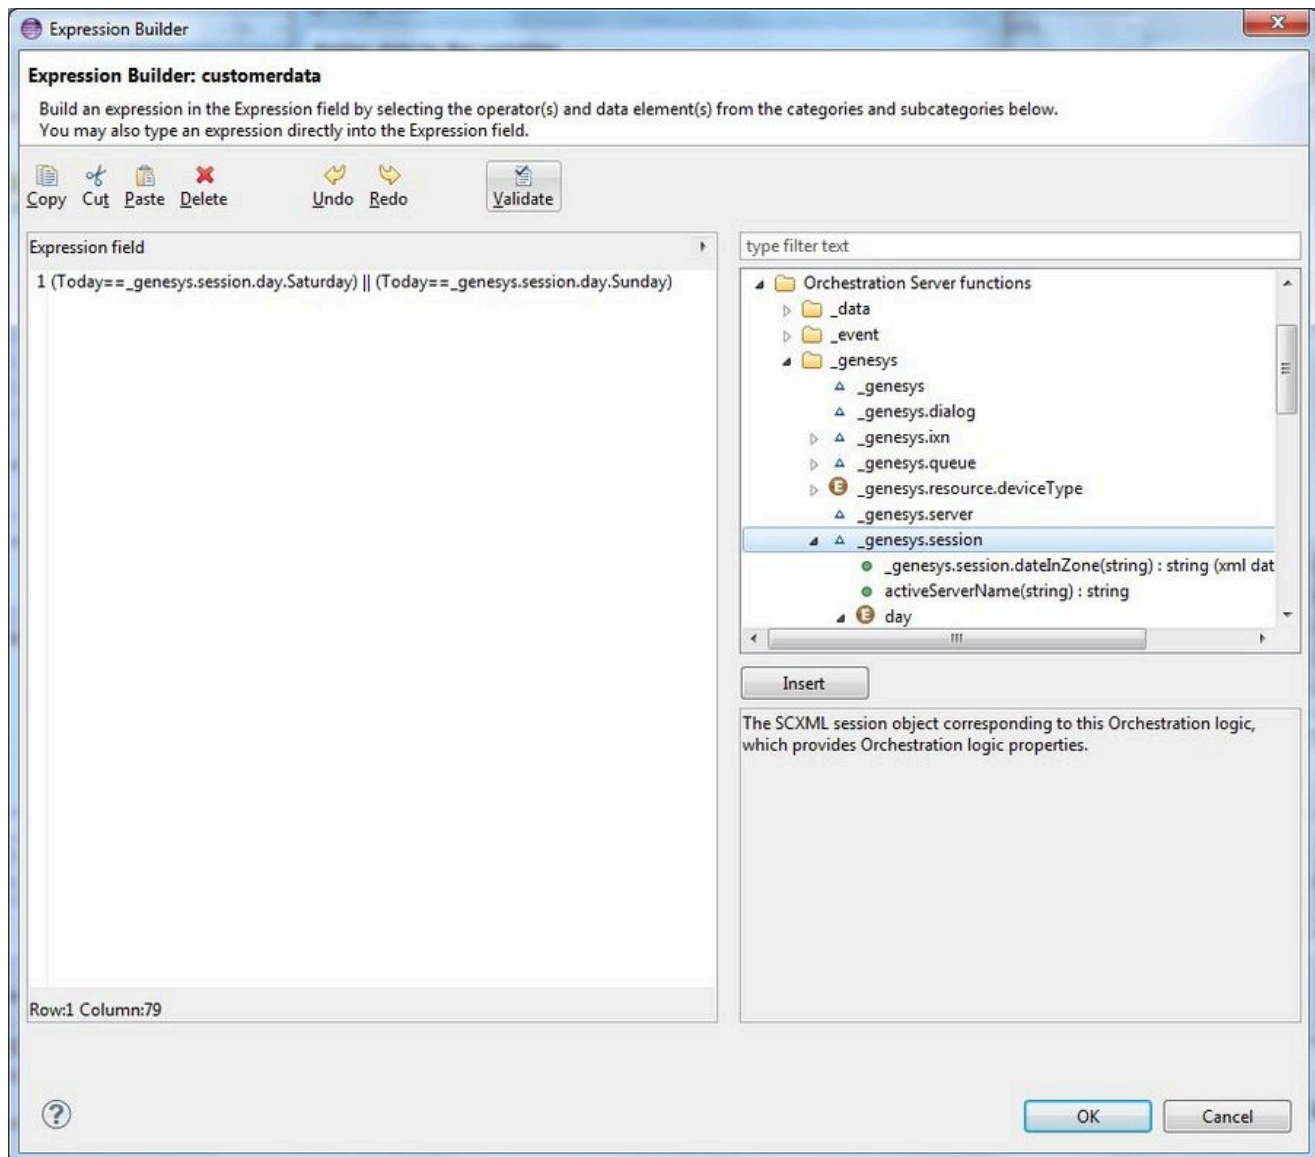 Expression Builder
Expression Builder: customerdata
Build an expression in the Expression field by selecting the operator(s) and data element(s) from the categories and subcategories below.
You may also type an expression directly into the Expression field.
Copy Cut Paste Delete Undo Redo Validate
Expression field
1 (Today==_genesys.session.day.Saturday) || (Today==_genesys.session.day.Sunday)
Row:1 Column:79
type filter text
Orchestration Server functions
_data
_event
_genesys
_genesys
_genesys.dialog
_genesys.ixn
_genesys.queue
E _genesys.resource.deviceType
_genesys.server
_genesys.session
_genesys.session.dateInZone(string) : string (xml dat
activeServerName(string) : string
E day
Insert
The SCXML session object corresponding to this Orchestration logic,
which provides Orchestration logic properties.
?
OK Cancel